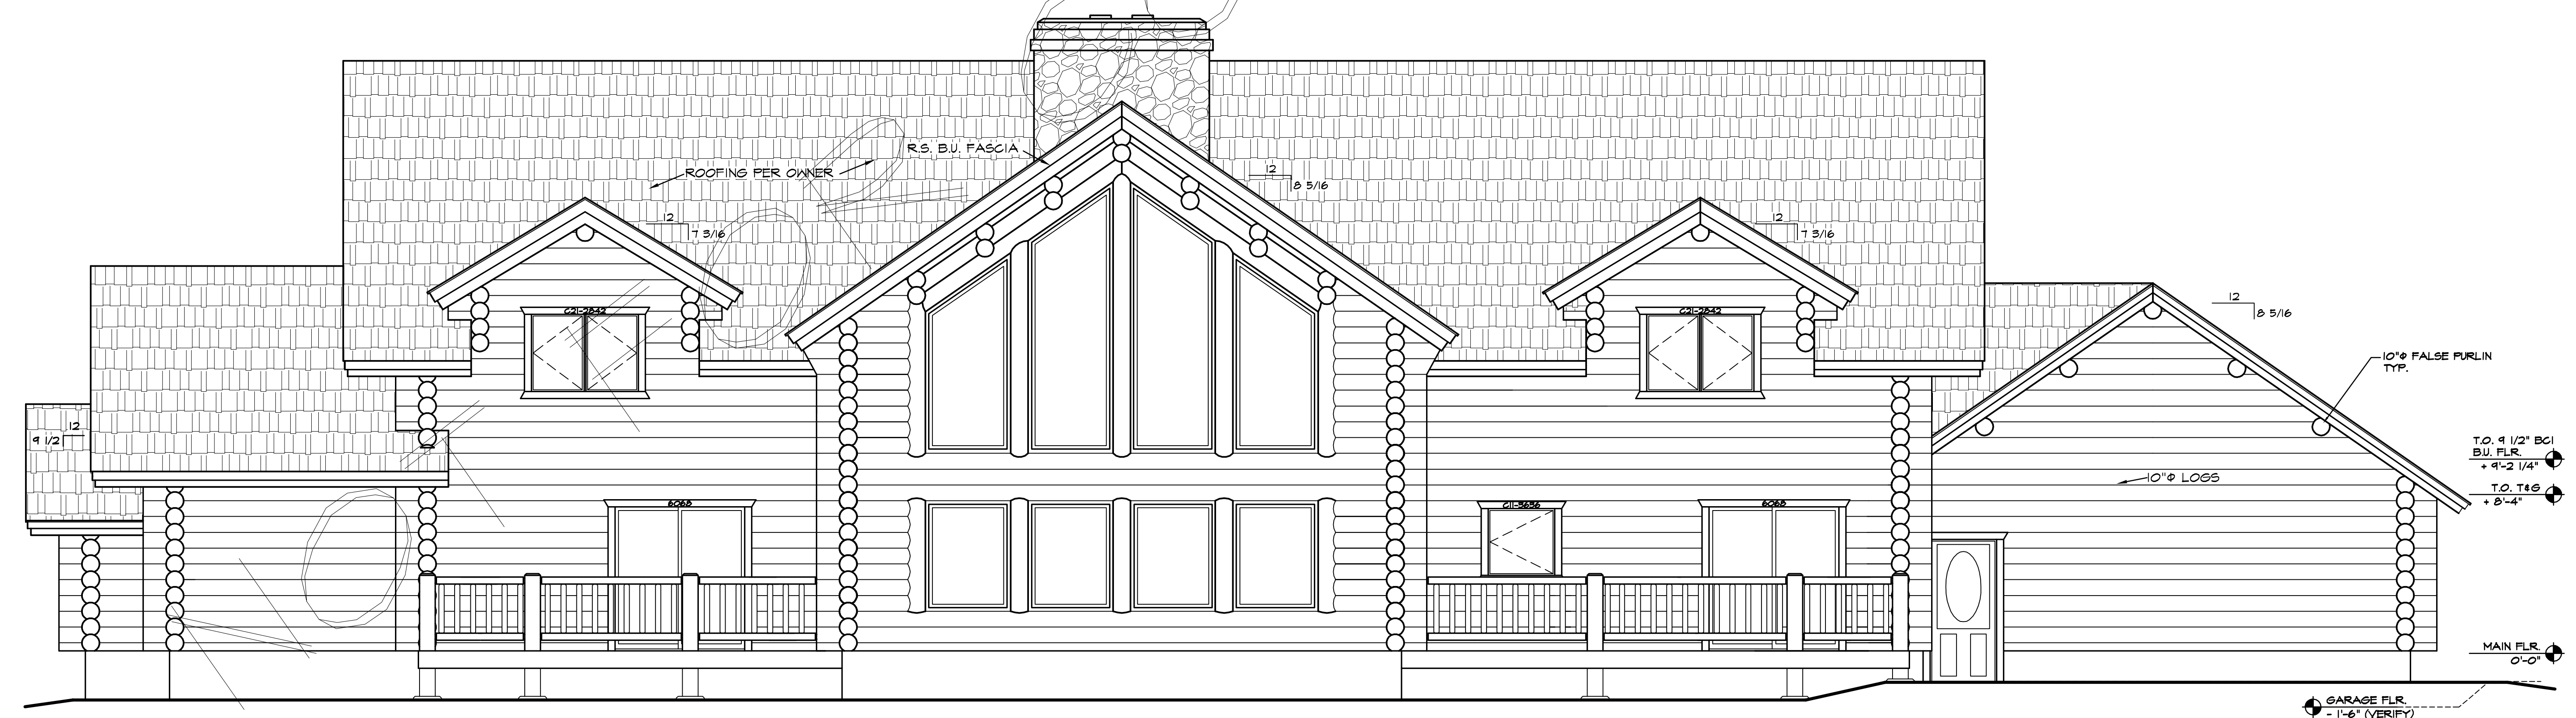 R.S. B.U. FASCIA
ROOFING PER OWNER
12
8 5/16
12
7 3/16
12
7 3/16
12
8 5/16
C21-2842
C21-2842
10"Φ FALSE PURLIN
TYP.
12
9 1/2
T.O. 9 1/2" BCI
B.U. FLR.
+ 9'-2 1/4"
10"Φ LOGS
T.O. T&G
+ 8'-4"
6068
C11-3636
6068
MAIN FLR.
0'-0"
GARAGE FLR.
- 1'-6" (VERIFY)